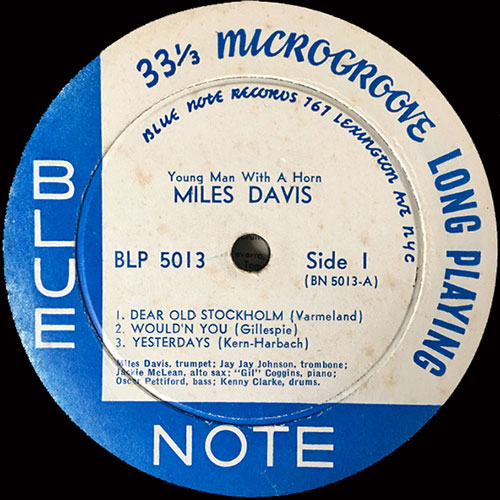 33⅓ MICROGROOVE LONG PLAYING
BLUE NOTE RECORDS 767 LEXINGTON AVE NYC
Young Man With A Horn
MILES DAVIS
BLP 5013
Side 1
(BN 5013-A)
1. DEAR OLD STOCKHOLM (Varmeland)
2. WOULD'N YOU (Gillespie)
3. YESTERDAYS (Kern-Harbach)
Miles Davis, trumpet; Jay Jay Johnson, trombone;
Jackie McLean, alto sax; "Gil" Coggins, piano;
Oscar Pettiford, bass; Kenny Clarke, drums.
BLUE
NOTE